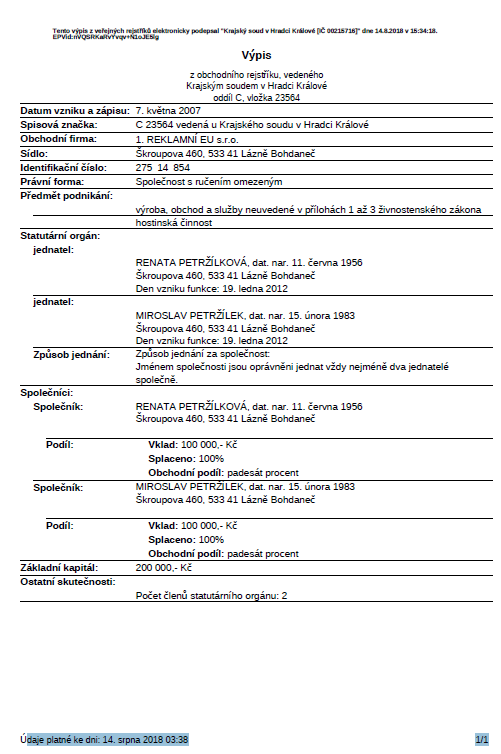 Tento výpis z veřejných rejstříků elektronicky podepsal "Krajský soud v Hradci Králové [IČ 00215716]" dne 14.8.2018 v 15:34:18.
EPVid:nVQSRKaRvYvqv+N1oJE5lg
Výpis
z obchodního rejstříku, vedeného
Krajským soudem v Hradci Králové
oddíl C, vložka 23564
Datum vzniku a zápisu: 7. května 2007
Spisová značka: C 23564 vedená u Krajského soudu v Hradci Králové
Obchodní firma: 1. REKLAMNÍ EU s.r.o.
Sídlo: Škroupova 460, 533 41 Lázně Bohdaneč
Identifikační číslo: 275 14 854
Právní forma: Společnost s ručením omezeným
Předmět podnikání:
výroba, obchod a služby neuvedené v přílohách 1 až 3 živnostenského zákona
hostinská činnost
Statutární orgán:
jednatel:
RENATA PETRŽÍLKOVÁ, dat. nar. 11. června 1956
Škroupova 460, 533 41 Lázně Bohdaneč
Den vzniku funkce: 19. ledna 2012
jednatel:
MIROSLAV PETRŽÍLEK, dat. nar. 15. února 1983
Škroupova 460, 533 41 Lázně Bohdaneč
Den vzniku funkce: 19. ledna 2012
Způsob jednání: Způsob jednání za společnost:
Jménem společnosti jsou oprávněni jednat vždy nejméně dva jednatelé
společně.
Společníci:
Společník: RENATA PETRŽÍLKOVÁ, dat. nar. 11. června 1956
Škroupova 460, 533 41 Lázně Bohdaneč
Podíl: Vklad: 100 000,- Kč
Splaceno: 100%
Obchodní podíl: padesát procent
Společník: MIROSLAV PETRŽÍLEK, dat. nar. 15. února 1983
Škroupova 460, 533 41 Lázně Bohdaneč
Podíl: Vklad: 100 000,- Kč
Splaceno: 100%
Obchodní podíl: padesát procent
Základní kapitál: 200 000,- Kč
Ostatní skutečnosti:
Počet členů statutárního orgánu: 2
Údaje platné ke dni: 14. srpna 2018 03:38 1/1